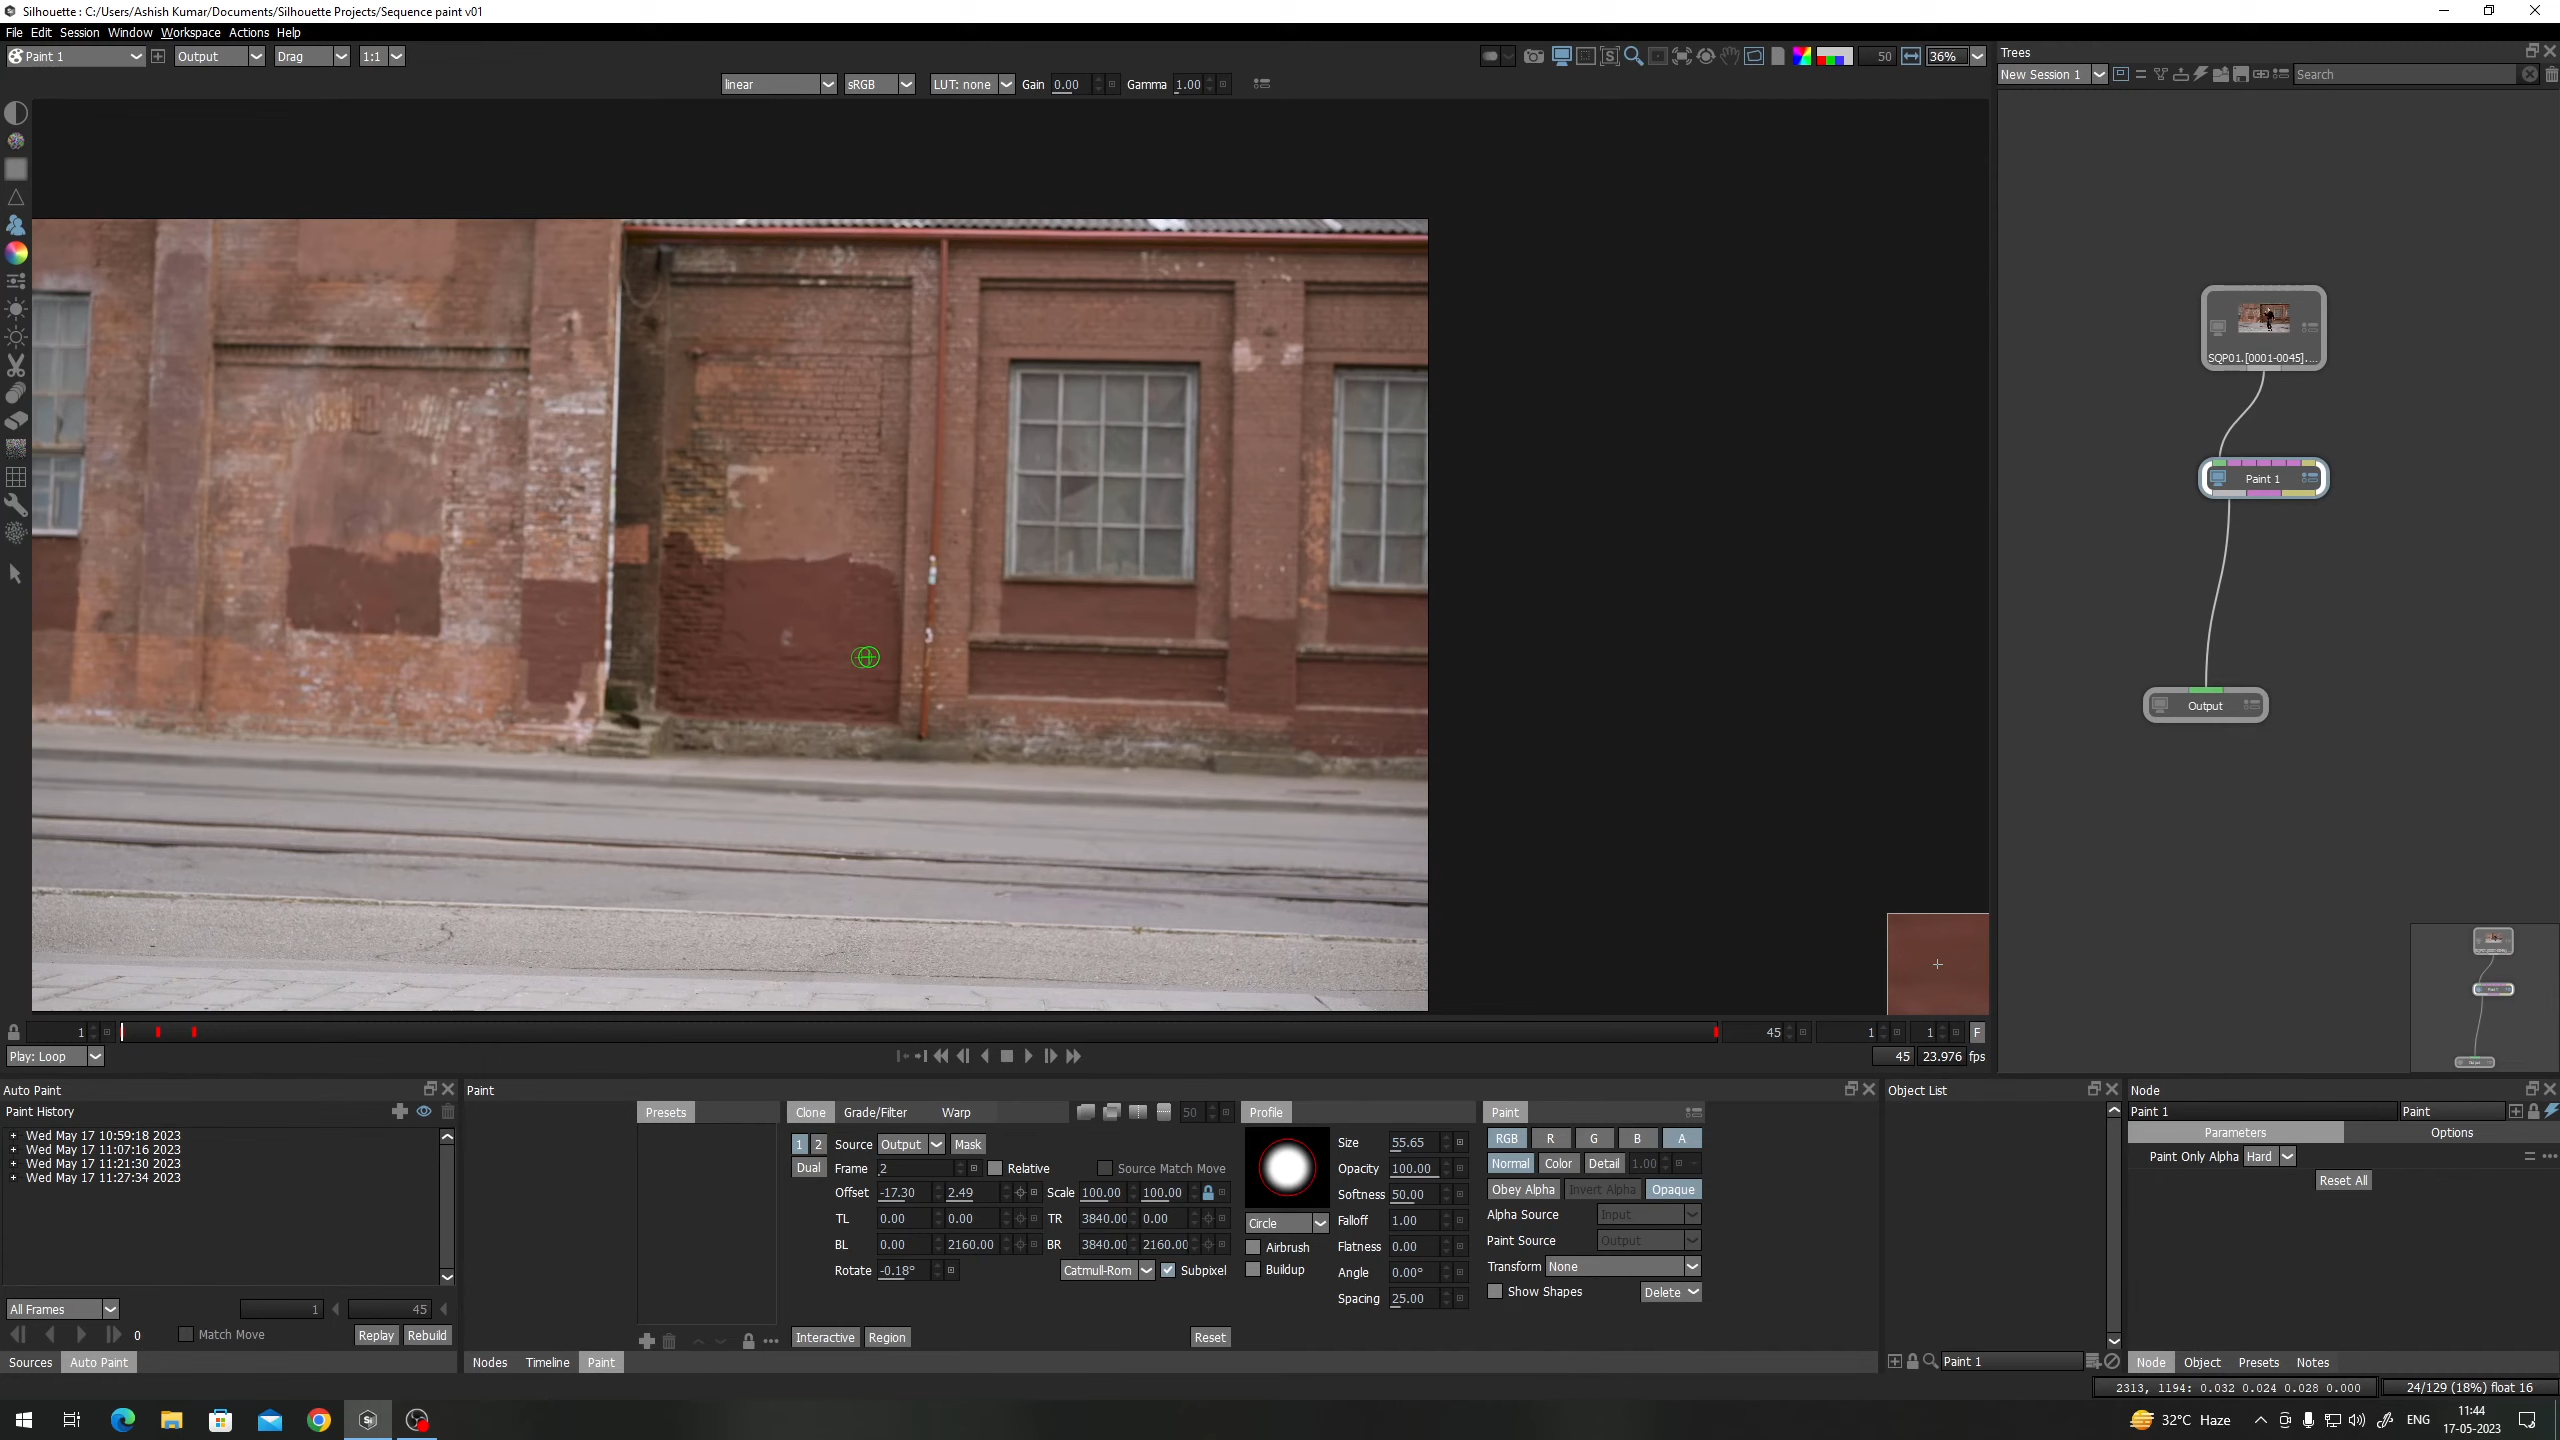 Silhouette : C:/Users/Ashish Kumar/Documents/Silhouette Projects/Sequence paint v01
File Edit Session Window Workspace Actions Help
Paint 1 Output Drag 1:1 50 36%
linear sRGB LUT: none Gain 0.00 Gamma 1.00
Trees
New Session 1 Search
SQP01.[0001-0045]....
Paint 1
Output
1 45 1 1 F
Play: Loop 45 23.976 fps
Auto Paint
Paint History
Wed May 17 10:59:18 2023
Wed May 17 11:07:16 2023
Wed May 17 11:21:30 2023
Wed May 17 11:27:34 2023
All Frames 1 45
0 Match Move Replay Rebuild
Sources Auto Paint
Paint
Presets
Clone Grade/Filter Warp 50
1 2 Source Output Mask
Dual Frame 2 Relative Source Match Move
Offset -17.30 2.49 Scale 100.00 100.00
TL 0.00 0.00 TR 3840.00 0.00
BL 0.00 2160.00 BR 3840.00 2160.00
Rotate -0.18° Catmull-Rom Subpixel
Interactive Region Reset
Nodes Timeline Paint
Profile
Circle
Airbrush
Buildup
Size 55.65
Opacity 100.00
Softness 50.00
Falloff 1.00
Flatness 0.00
Angle 0.00°
Spacing 25.00
Paint
RGB R G B A
Normal Color Detail 1.00
Obey Alpha Invert Alpha Opaque
Alpha Source Input
Paint Source Output
Transform None
Show Shapes Delete
Object List
Paint 1
Node
Paint 1 Paint
Parameters Options
Paint Only Alpha Hard
Reset All
Node Object Presets Notes
2313, 1194: 0.032 0.024 0.028 0.000 24/129 (18%) float 16
32°C Haze ENG 11:44
17-05-2023